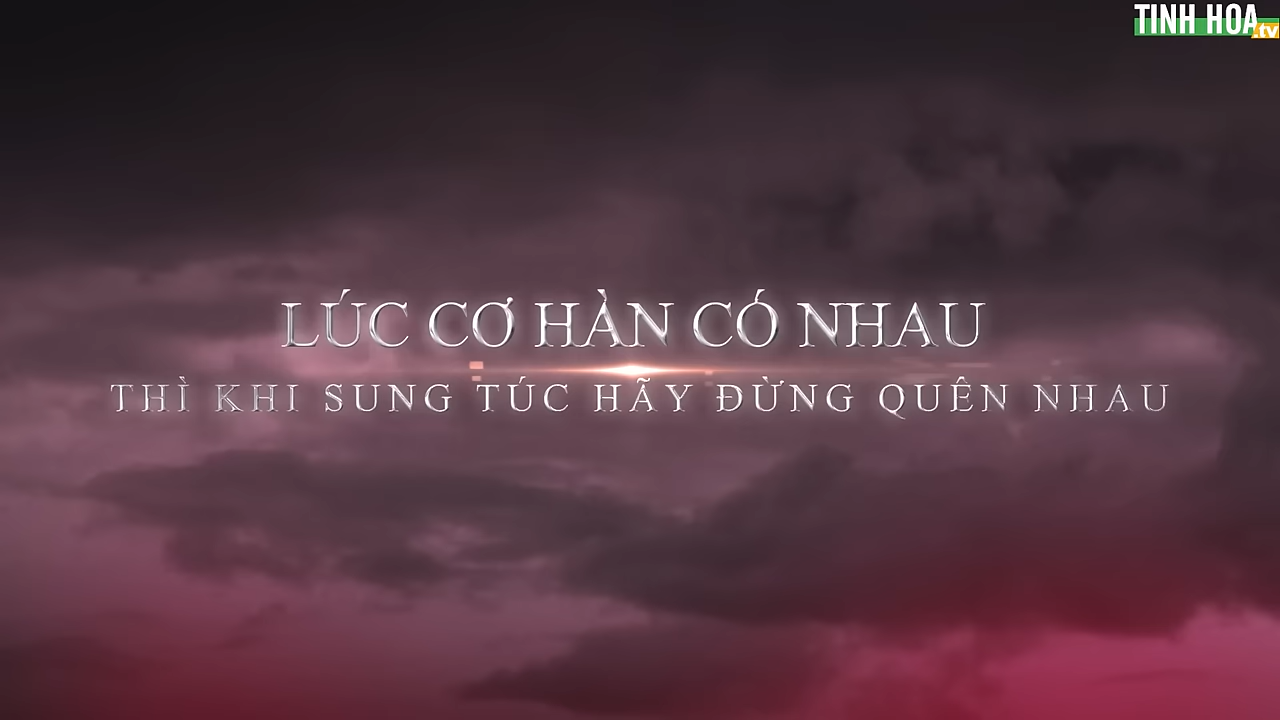 TINH HOA.tv
LÚC CƠ HÀN CÓ NHAU
THÌ KHI SUNG TÚC HÃY ĐỪNG QUÊN NHAU